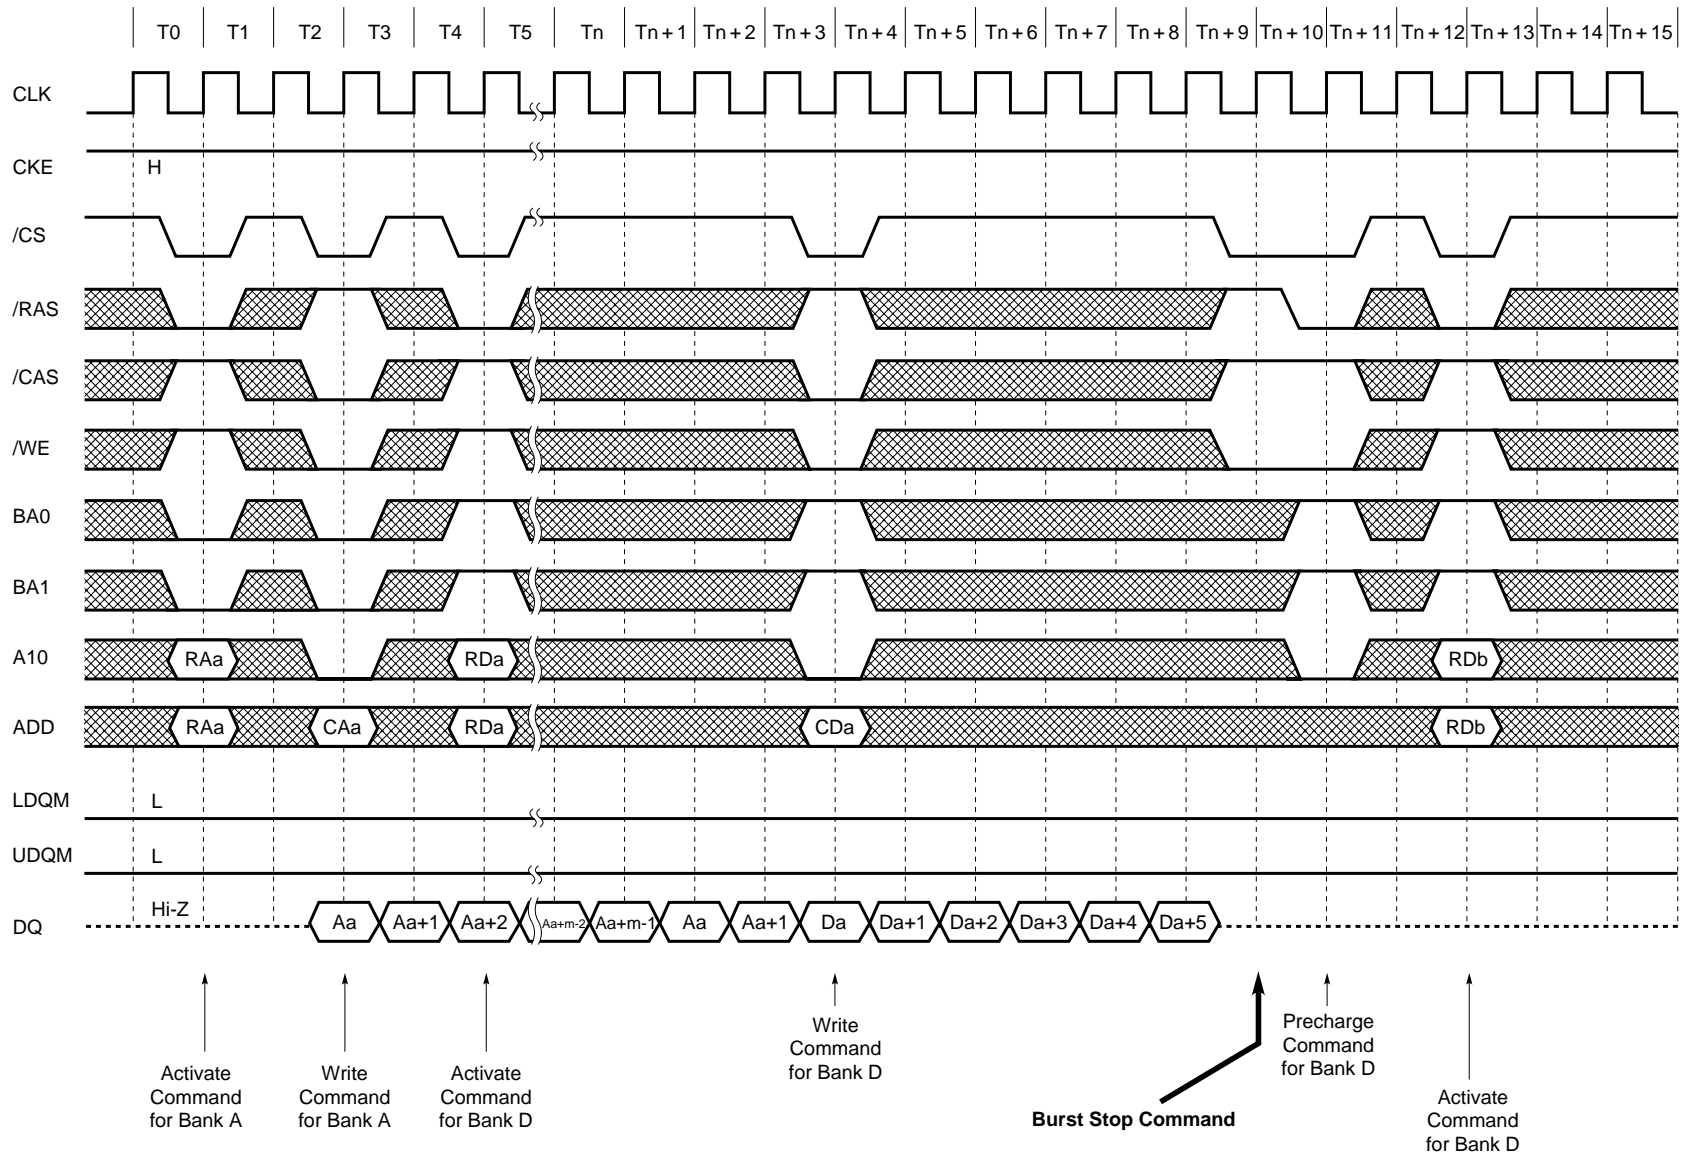 T0 T1 T2 T3 T4 T5 Tn Tn + 1 Tn + 2 Tn + 3 Tn + 4 Tn + 5 Tn + 6 Tn + 7 Tn + 8 Tn + 9 Tn + 10 Tn + 11 Tn + 12 Tn + 13 Tn + 14 Tn + 15
CLK
CKE H
/CS
/RAS
/CAS
/WE
BA0
BA1
A10 RAa RDa RDb
ADD RAa CAa RDa CDa RDb
LDQM L
UDQM L
DQ Hi-Z Aa Aa+1 Aa+2 Aa+m-2 Aa+m-1 Aa Aa+1 Da Da+1 Da+2 Da+3 Da+4 Da+5
Activate
Command
for Bank A
Write
Command
for Bank A
Activate
Command
for Bank D
Write
Command
for Bank D
Burst Stop Command
Precharge
Command
for Bank D
Activate
Command
for Bank D